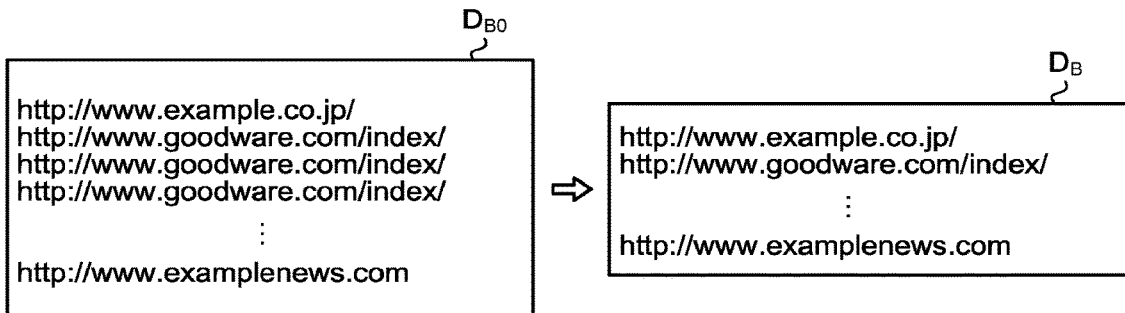 D_B0
http://www.example.co.jp/
http://www.goodware.com/index/
http://www.goodware.com/index/
http://www.goodware.com/index/
⋮
http://www.examplenews.com
D_B
http://www.example.co.jp/
http://www.goodware.com/index/
⋮
http://www.examplenews.com